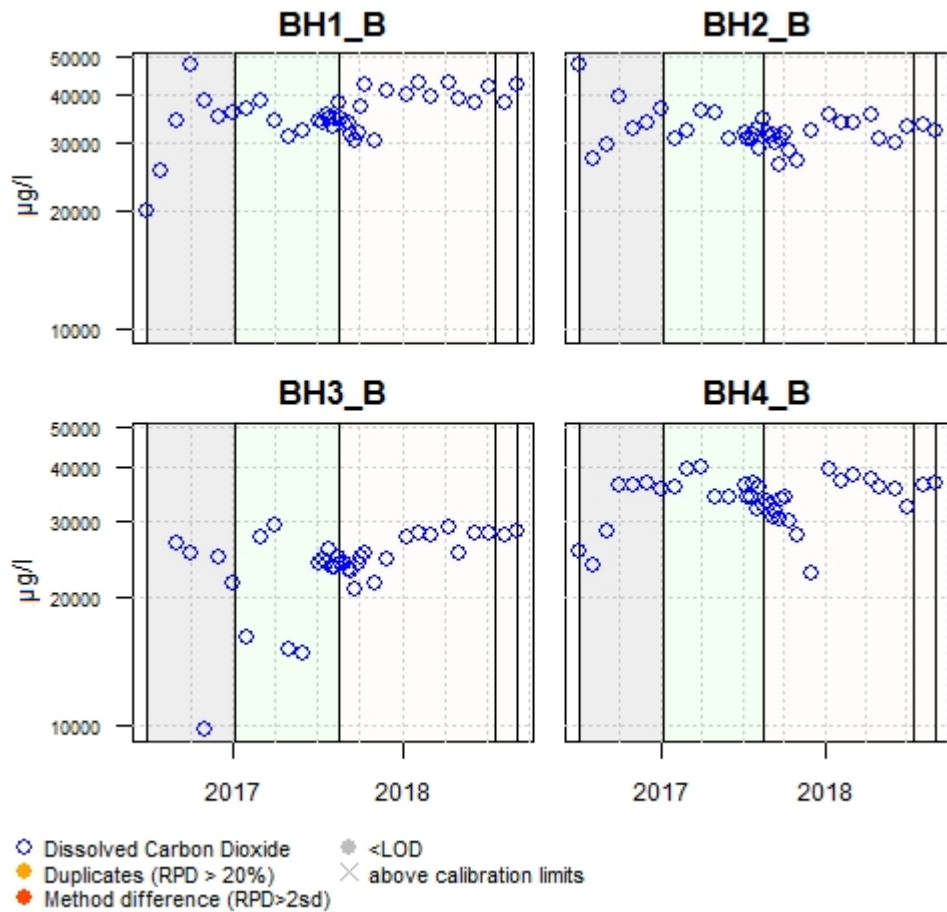 BH1_B
BH2_B
50000
40000
30000
20000
10000
µg/l
BH3_B
BH4_B
50000
40000
30000
20000
10000
µg/l
2017
2018
2017
2018
Dissolved Carbon Dioxide
<LOD
Duplicates (RPD > 20%)
above calibration limits
Method difference (RPD>2sd)